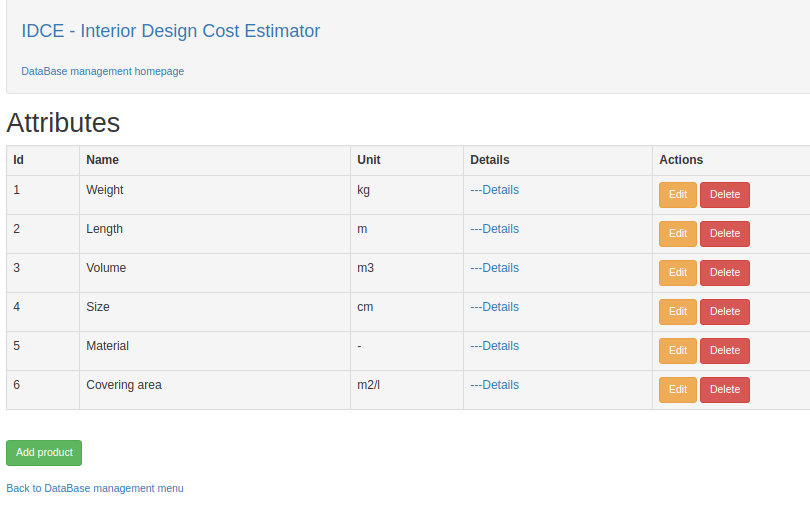 IDCE - Interior Design Cost Estimator
DataBase management homepage
Attributes
Id Name Unit Details Actions
1 Weight kg ---Details Edit Delete
2 Length m ---Details Edit Delete
3 Volume m3 ---Details Edit Delete
4 Size cm ---Details Edit Delete
5 Material - ---Details Edit Delete
6 Covering area m2/l ---Details Edit Delete
Add product
Back to DataBase management menu